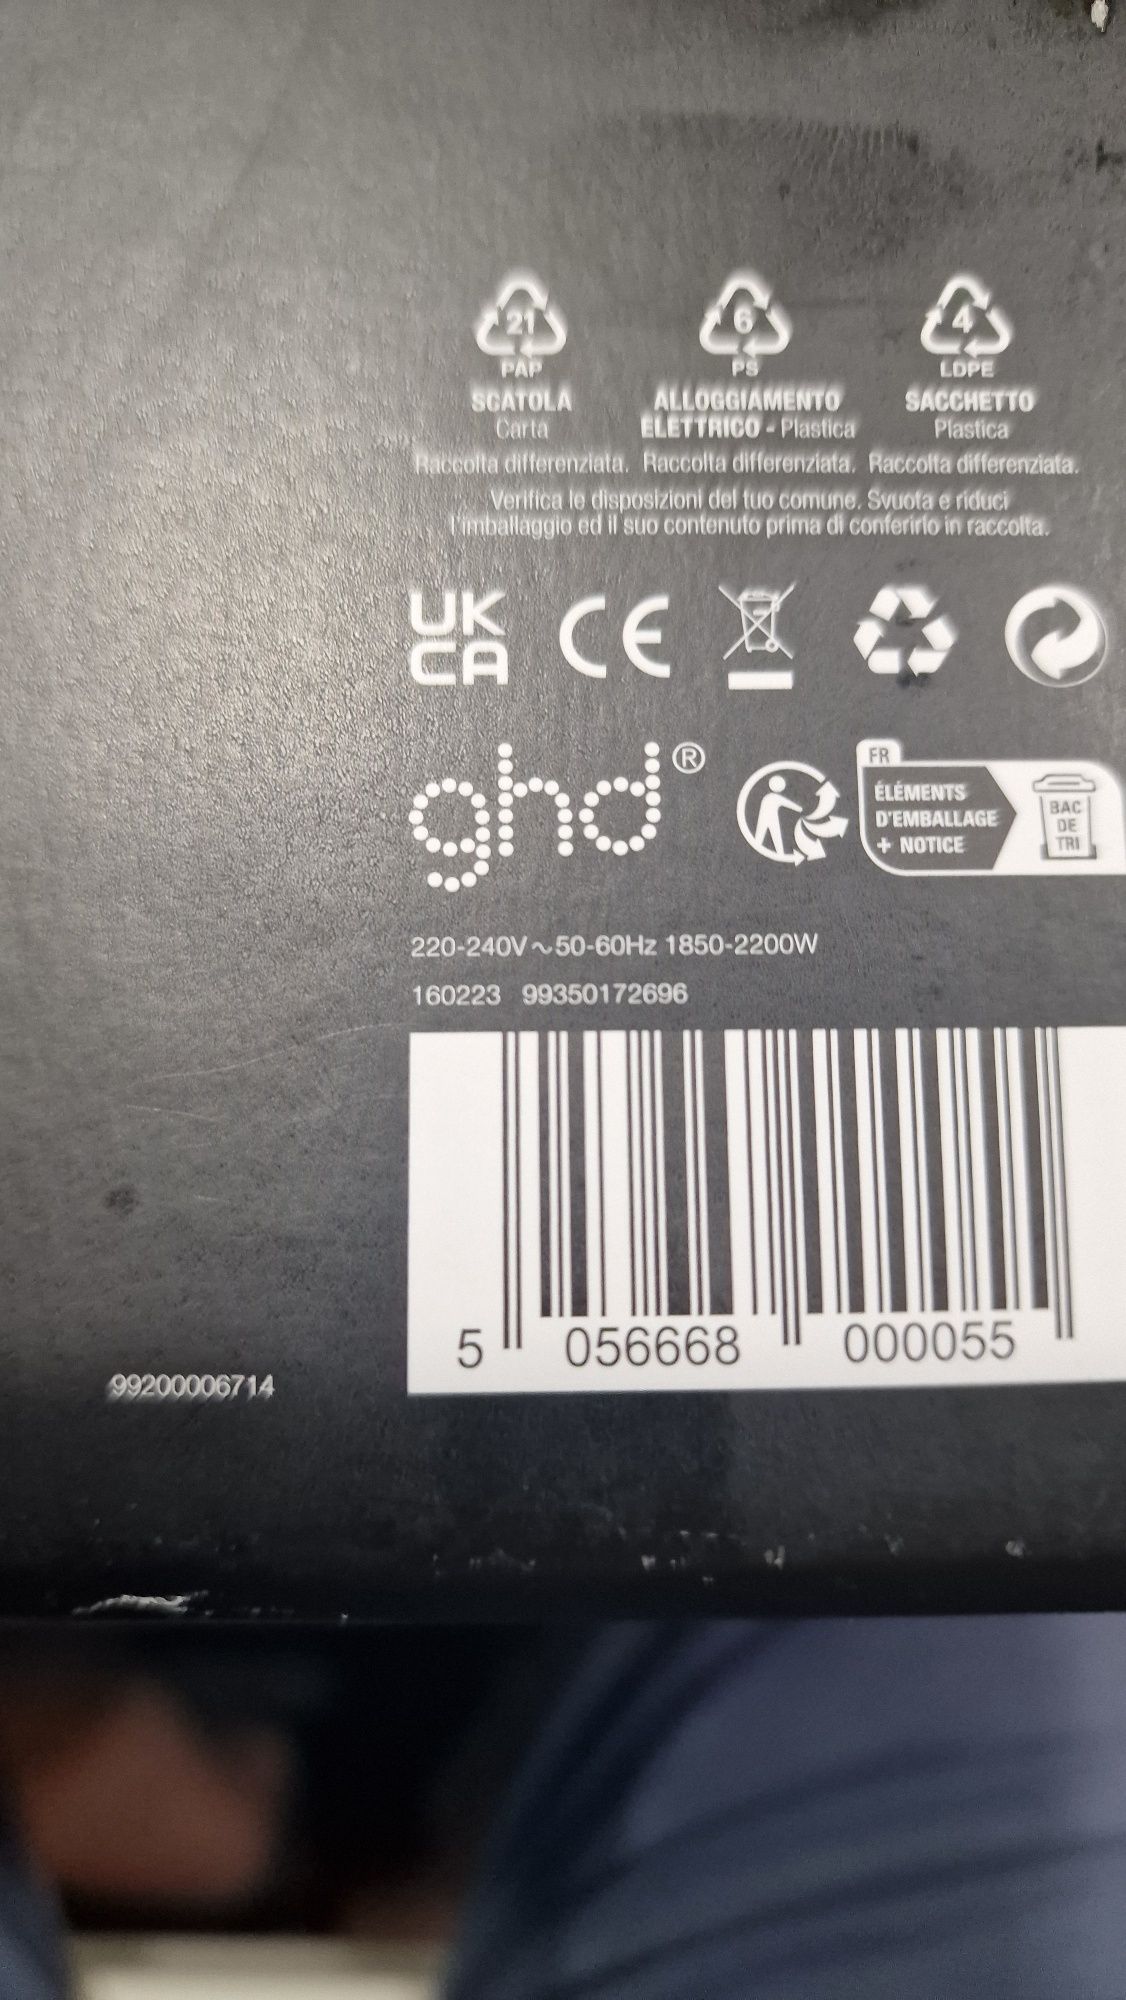 21 6 4
PAP PS LDPE
SCATOLA ALLOGGIAMENTO SACCHETTO
Carta ELETTRICO - Plastica Plastica
Raccolta differenziata. Raccolta differenziata. Raccolta differenziata.
Verifica le disposizioni del tuo comune. Svuota e riduci
l'imballaggio ed il suo contenuto prima di conferirlo in raccolta.
UK
CA CE
ghd®
FR
ÉLÉMENTS
D'EMBALLAGE
+ NOTICE
BAC
DE
TRI
220-240V~50-60Hz 1850-2200W
160223 99350172696
5 056668 000055
99200006714